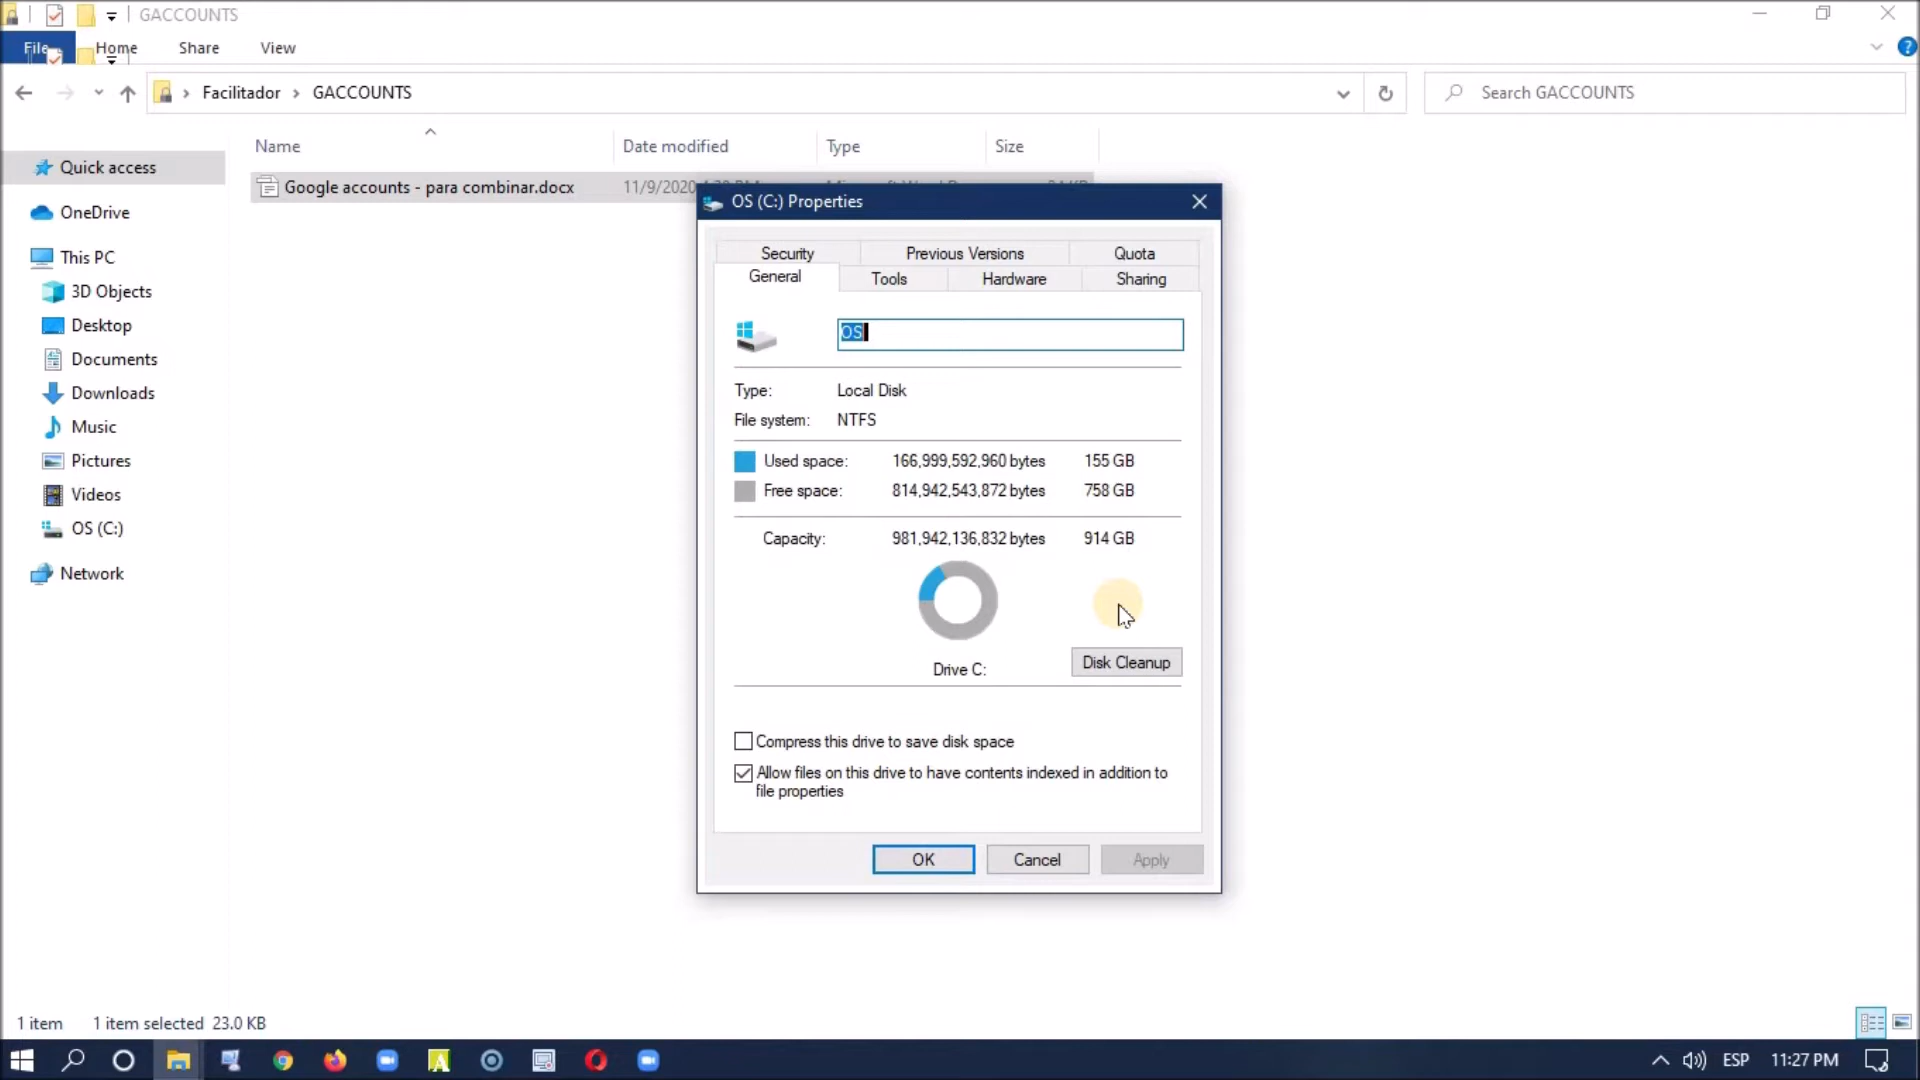 GACCOUNTS
File Home Share View
Facilitador GACCOUNTS
Search GACCOUNTS
Name Date modified Type Size
Quick access
Google accounts - para combinar.docx 11/9/2020
OneDrive
This PC
3D Objects
Desktop
Documents
Downloads
Music
Pictures
Videos
OS (C:)
Network
OS (C:) Properties
Security Previous Versions Quota
General Tools Hardware Sharing
OS
Type: Local Disk
File system: NTFS
Used space: 166,999,592,960 bytes 155 GB
Free space: 814,942,543,872 bytes 758 GB
Capacity: 981,942,136,832 bytes 914 GB
Drive C:
Disk Cleanup
Compress this drive to save disk space
Allow files on this drive to have contents indexed in addition to
file properties
OK Cancel Apply
1 item 1 item selected 23.0 KB
ESP 11:27 PM